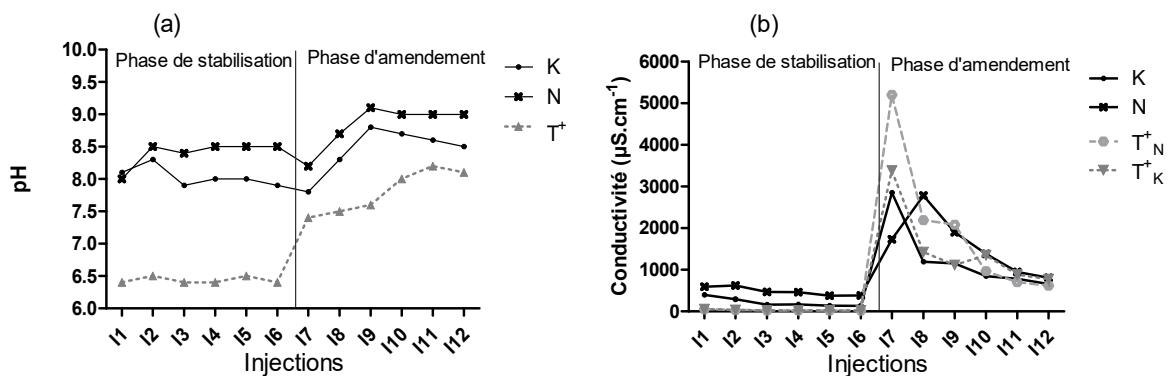 (a)
Phase de stabilisation
Phase d'amendement
K
N
T+
pH
10.0
9.5
9.0
8.5
8.0
7.5
7.0
6.5
6.0
I1 I2 I3 I4 I5 I6 I7 I8 I9 I10 I11 I12
Injections
(b)
Phase de stabilisation
Phase d'amendement
K
N
T+N
T+K
Conductivité (µS.cm-1)
6000
5000
4000
3000
2000
1000
0
I1 I2 I3 I4 I5 I6 I7 I8 I9 I10 I11 I12
Injections